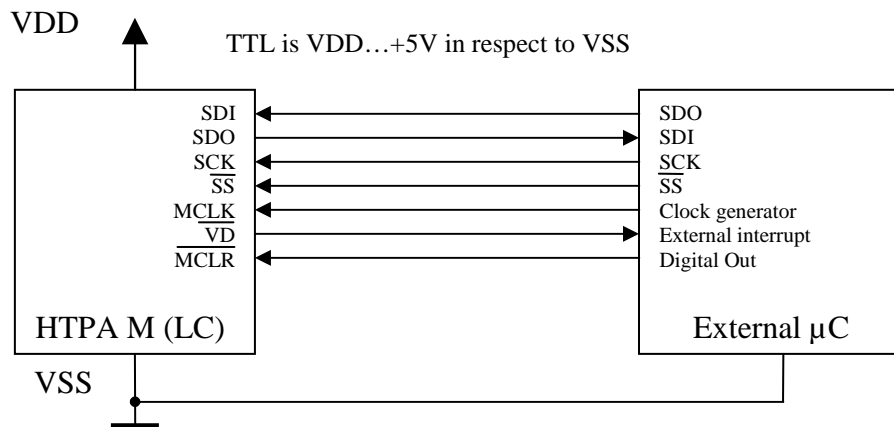 VDD
TTL is VDD…+5V in respect to VSS
SDI
SDO
SCK
SS
MCLK
VD
MCLR
HTPA M (LC)
VSS
SDO
SDI
SCK
SS
Clock generator
External interrupt
Digital Out
External µC